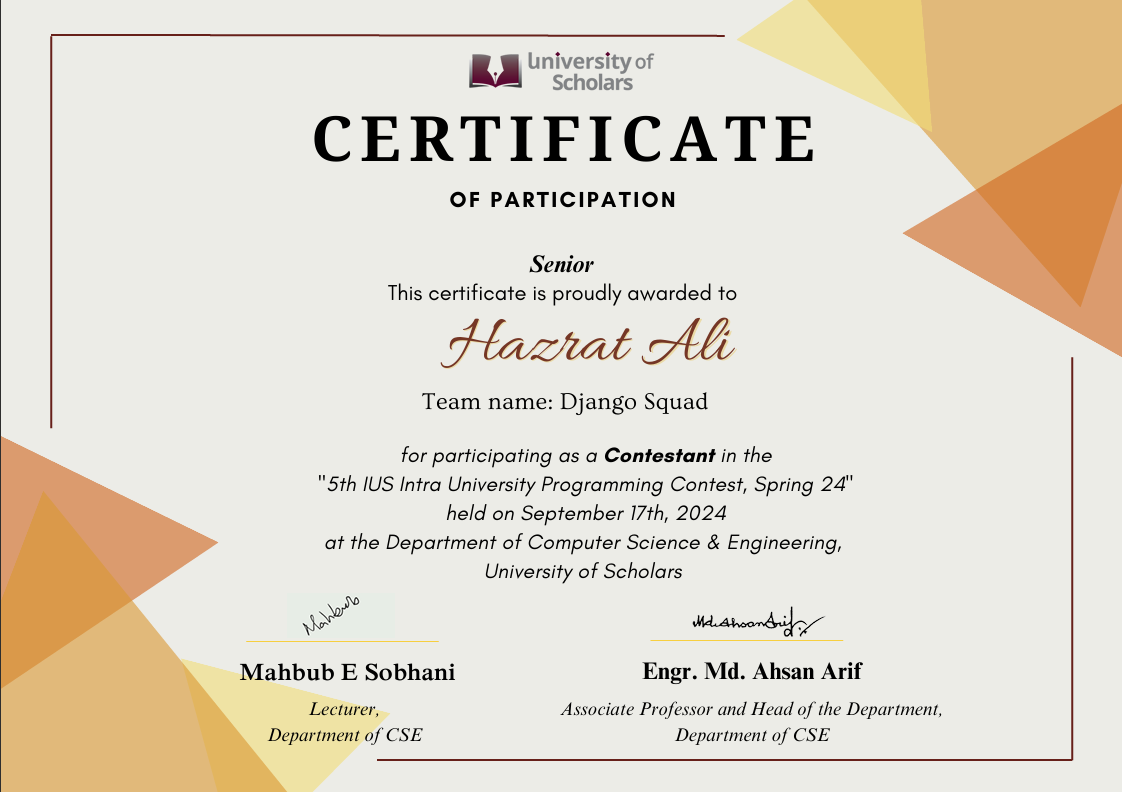 University of
Scholars
CERTIFICATE
OF PARTICIPATION
Senior
This certificate is proudly awarded to
Hazrat Ali
Team name: Django Squad
for participating as a Contestant in the
"5th IUS Intra University Programming Contest, Spring 24"
held on September 17th, 2024
at the Department of Computer Science & Engineering,
University of Scholars
Mahbub
Md. Ahsan Arif
Mahbub E Sobhani
Engr. Md. Ahsan Arif
Lecturer,
Associate Professor and Head of the Department,
Department of CSE
Department of CSE